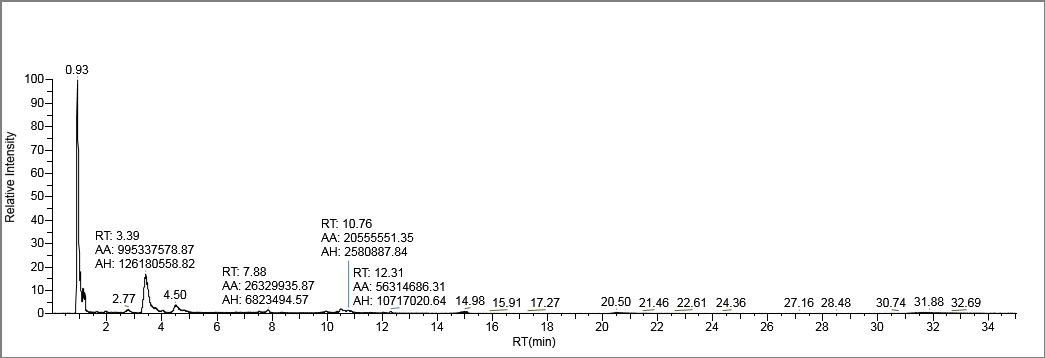 0.93
100
90
80
70
60
50
40
30
20
10
0
Relative Intensity
RT: 3.39
AA: 995337578.87
AH: 126180558.82
2.77
4.50
RT: 7.88
AA: 26329935.87
AH: 6823494.57
RT: 10.76
AA: 20555551.35
AH: 2580887.84
RT: 12.31
AA: 56314686.31
AH: 10717020.64
14.98
15.91
17.27
20.50
21.46
22.61
24.36
27.16
28.48
30.74
31.88
32.69
2 4 6 8 10 12 14 16 18 20 22 24 26 28 30 32 34
RT(min)